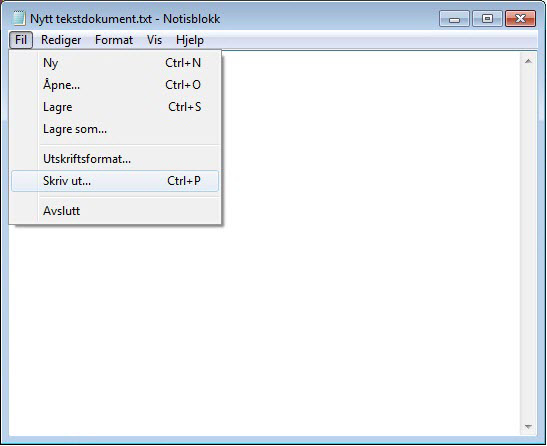 Nytt tekstdokument.txt - Notisblokk
Fil Rediger Format Vis Hjelp
Ny Ctrl+N
Åpne... Ctrl+O
Lagre Ctrl+S
Lagre som...
Utskriftsformat...
Skriv ut... Ctrl+P
Avslutt